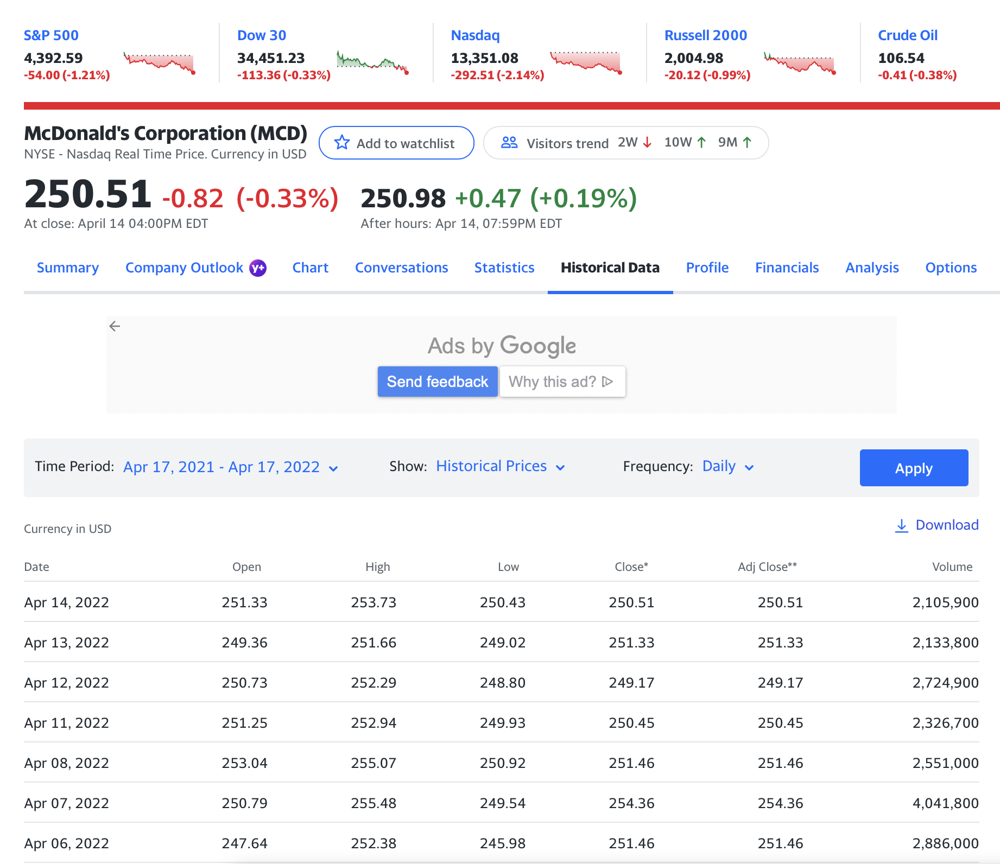 S&P 500
4,392.59
-54.00 (-1.21%)
Dow 30
34,451.23
-113.36 (-0.33%)
Nasdaq
13,351.08
-292.51 (-2.14%)
Russell 2000
2,004.98
-20.12 (-0.99%)
Crude Oil
106.54
-0.41 (-0.38%)
McDonald's Corporation (MCD)
NYSE - Nasdaq Real Time Price. Currency in USD
Add to watchlist
Visitors trend 2W ↓ 10W ↑ 9M ↑
250.51 -0.82 (-0.33%)
At close: April 14 04:00PM EDT
250.98 +0.47 (+0.19%)
After hours: Apr 14, 07:59PM EDT
Summary Company Outlook y+ Chart Conversations Statistics Historical Data Profile Financials Analysis Options
Ads by Google
Send feedback Why this ad?
Time Period: Apr 17, 2021 - Apr 17, 2022 Show: Historical Prices Frequency: Daily Apply
Currency in USD Download
Date Open High Low Close* Adj Close** Volume
Apr 14, 2022 251.33 253.73 250.43 250.51 250.51 2,105,900
Apr 13, 2022 249.36 251.66 249.02 251.33 251.33 2,133,800
Apr 12, 2022 250.73 252.29 248.80 249.17 249.17 2,724,900
Apr 11, 2022 251.25 252.94 249.93 250.45 250.45 2,326,700
Apr 08, 2022 253.04 255.07 250.92 251.46 251.46 2,551,000
Apr 07, 2022 250.79 255.48 249.54 254.36 254.36 4,041,800
Apr 06, 2022 247.64 252.38 245.98 251.46 251.46 2,886,000